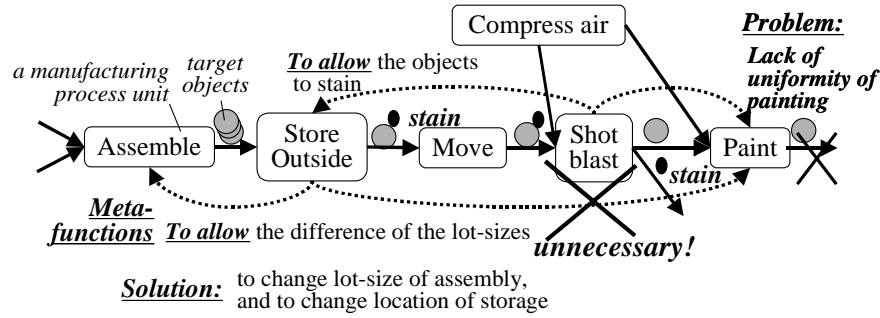 Compress air
Problem:
Lack of
uniformity of
painting
a manufacturing
process unit
target
objects
To allow the objects
to stain
stain
Assemble
Store
Outside
Move
Shot
blast
Paint
stain
Meta-
functions
To allow the difference of the lot-sizes
unnecessary!
Solution:
to change lot-size of assembly,
and to change location of storage